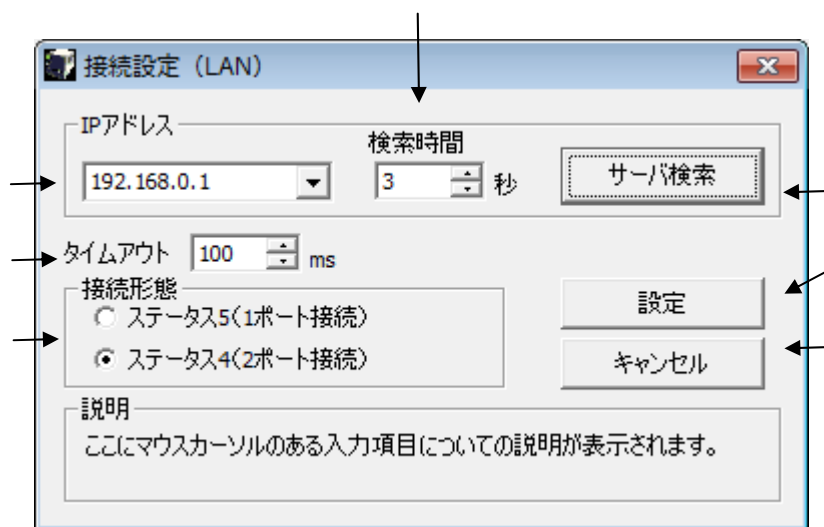 接続設定（LAN）
IPアドレス
検索時間
192.168.0.1
3
秒
サーバ検索
タイムアウト
100
ms
接続形態
ステータス5(1ポート接続)
ステータス4(2ポート接続)
設定
キャンセル
説明
ここにマウスカーソルのある入力項目についての説明が表示されます。